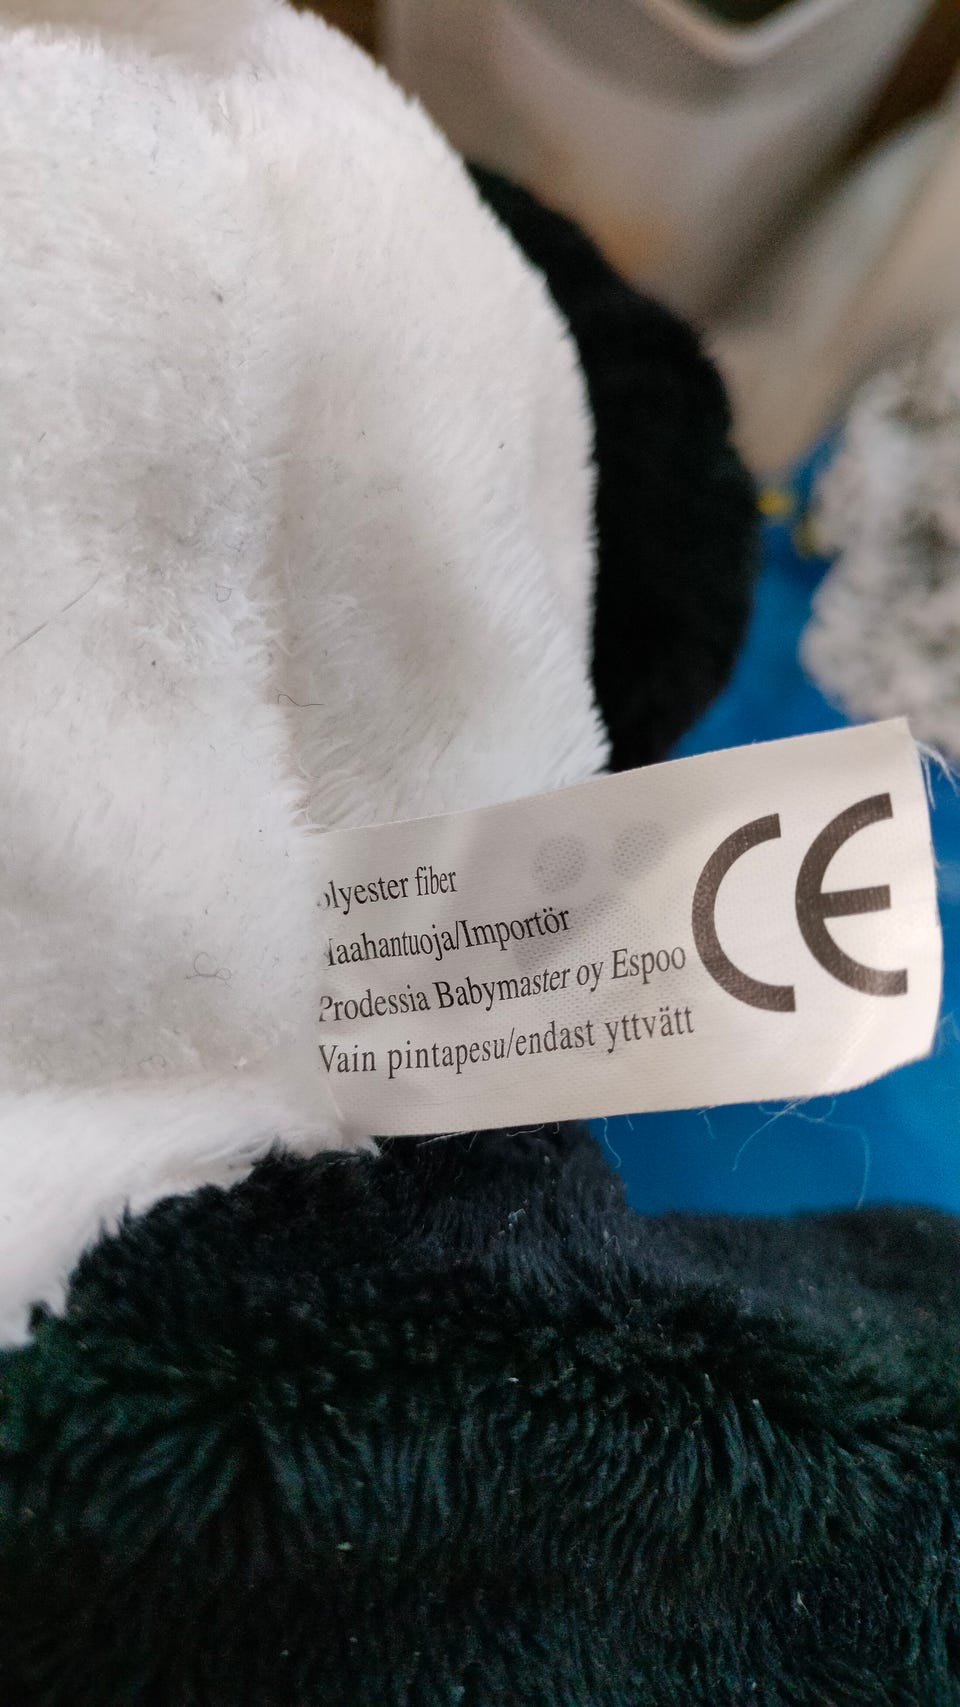 olyester fiber
Maahantuoja/Importör
Prodessia Babymaster oy Espoo
Vain pintapesu/endast yttvätt
CE